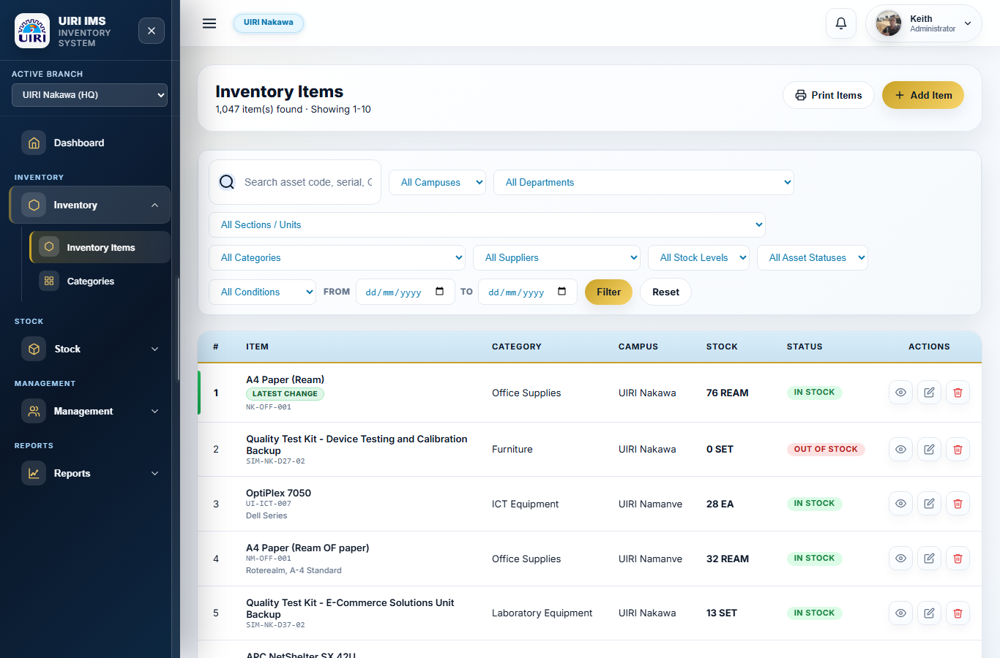 UIRI
UIRI IMS
INVENTORY
SYSTEM
ACTIVE BRANCH
UIRI Nakawa (HQ)
Dashboard
INVENTORY
Inventory
Inventory Items
Categories
STOCK
Stock
MANAGEMENT
Management
REPORTS
Reports
UIRI Nakawa
Keith
Administrator
Inventory Items
1,047 item(s) found · Showing 1-10
Print Items
Add Item
Search asset code, serial,
All Campuses
All Departments
All Sections / Units
All Categories
All Suppliers
All Stock Levels
All Asset Statuses
All Conditions
FROM
dd/mm/yyyy
TO
dd/mm/yyyy
Filter
Reset
# ITEM CATEGORY CAMPUS STOCK STATUS ACTIONS
A4 Paper (Ream)
LATEST CHANGE
1 Office Supplies UIRI Nakawa 76 REAM IN STOCK
NK-OFF-001
Quality Test Kit - Device Testing and Calibration
2 Backup Furniture UIRI Nakawa 0 SET OUT OF STOCK
SIM-NK-D27-02
OptiPlex 7050
3 UI-ICT-007 ICT Equipment UIRI Namanve 28 EA IN STOCK
Dell Series
A4 Paper (Ream OF paper)
4 NM-OFF-001 Office Supplies UIRI Namanve 32 REAM IN STOCK
Roterealm, A-4 Standard
Quality Test Kit - E-Commerce Solutions Unit
5 Backup Laboratory Equipment UIRI Nakawa 13 SET IN STOCK
SIM-NK-D37-02
APC NetShelter SX 42U